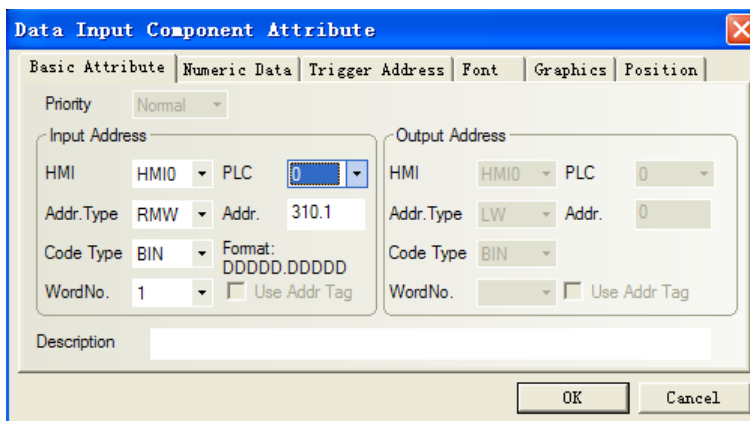 Data Input Component Attribute
Basic Attribute Numeric Data Trigger Address Font Graphics Position
Priority Normal
Input Address Output Address
HMI HMI0 PLC 0 HMI HMI0 PLC 0
Addr.Type RMW Addr. 310.1 Addr.Type LW Addr. 0
Code Type BIN Format: DDDDD.DDDDD Code Type BIN
WordNo. 1 Use Addr Tag WordNo. Use Addr Tag
Description
OK Cancel